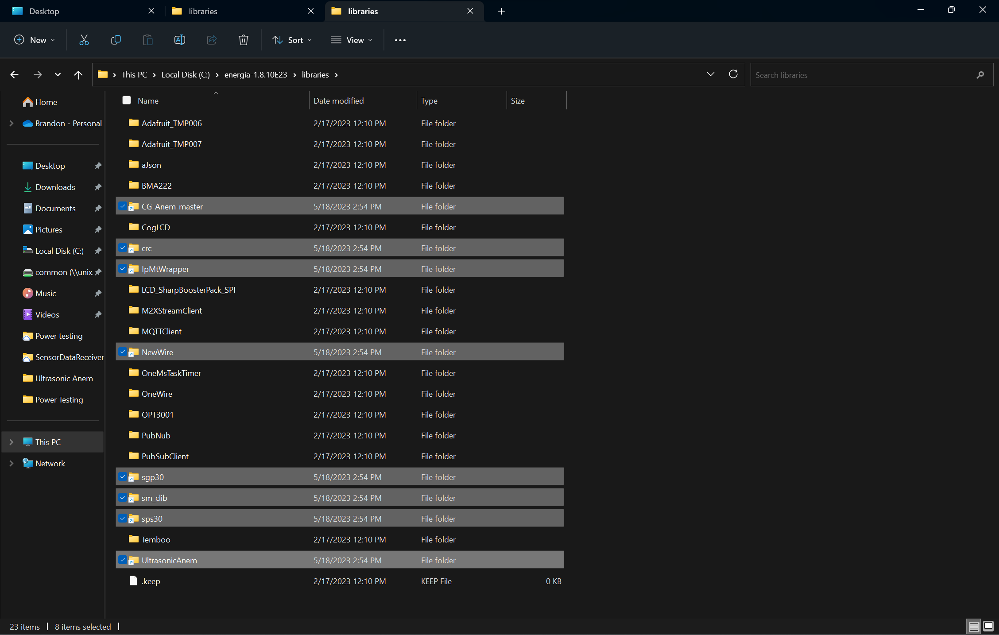 Desktop
libraries
libraries
New
Sort
View
This PC > Local Disk (C:) > energia-1.8.10E23 > libraries >
Search libraries
Home
Brandon - Personal
Desktop
Downloads
Documents
Pictures
Local Disk (C:)
common (\\unix.
Music
Videos
Power testing
SensorDataReceiver
Ultrasonic Anem
Power Testing
This PC
Network
Name Date modified Type Size
Adafruit_TMP006 2/17/2023 12:10 PM File folder
Adafruit_TMP007 2/17/2023 12:10 PM File folder
aJson 2/17/2023 12:10 PM File folder
BMA222 2/17/2023 12:10 PM File folder
CG-Anem-master 5/18/2023 2:54 PM File folder
CogLCD 2/17/2023 12:10 PM File folder
crc 5/18/2023 2:54 PM File folder
IpMtWrapper 5/18/2023 2:54 PM File folder
LCD_SharpBoosterPack_SPI 2/17/2023 12:10 PM File folder
M2XStreamClient 2/17/2023 12:10 PM File folder
MQTTClient 2/17/2023 12:10 PM File folder
NewWire 5/18/2023 2:54 PM File folder
OneMsTaskTimer 2/17/2023 12:10 PM File folder
OneWire 2/17/2023 12:10 PM File folder
OPT3001 2/17/2023 12:10 PM File folder
PubNub 2/17/2023 12:10 PM File folder
PubSubClient 2/17/2023 12:10 PM File folder
sgp30 5/18/2023 2:54 PM File folder
sm_clib 5/18/2023 2:54 PM File folder
sps30 5/18/2023 2:54 PM File folder
Temboo 2/17/2023 12:10 PM File folder
UltrasonicAnem 5/18/2023 2:54 PM File folder
.keep 2/17/2023 12:10 PM KEEP File 0 KB
23 items
8 items selected